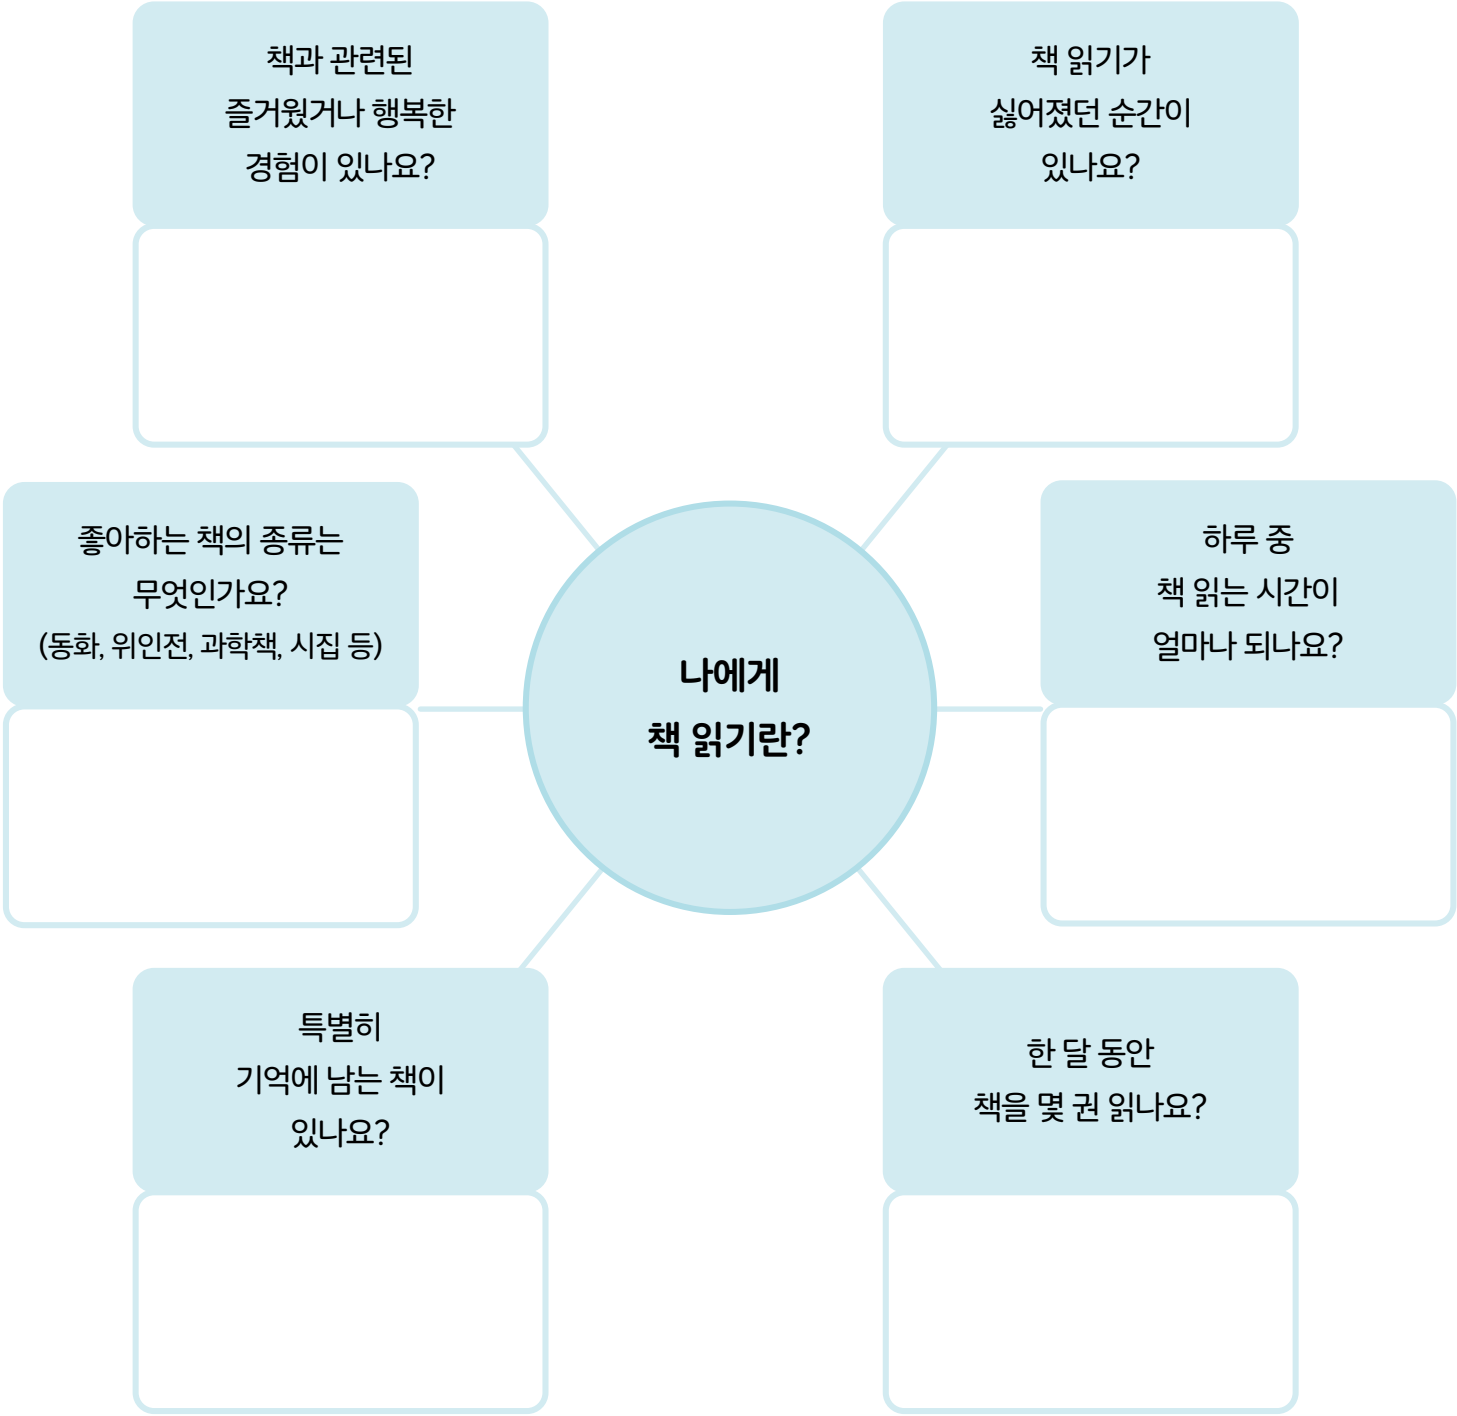 책과 관련된
즐거웠거나 행복한
경험이 있나요?
책 읽기가
싫어졌던 순간이
있나요?
좋아하는 책의 종류는
무엇인가요?
(동화, 위인전, 과학책, 시집 등)
나에게
책 읽기란?
하루 중
책 읽는 시간이
얼마나 되나요?
특별히
기억에 남는 책이
있나요?
한 달 동안
책을 몇 권 읽나요?